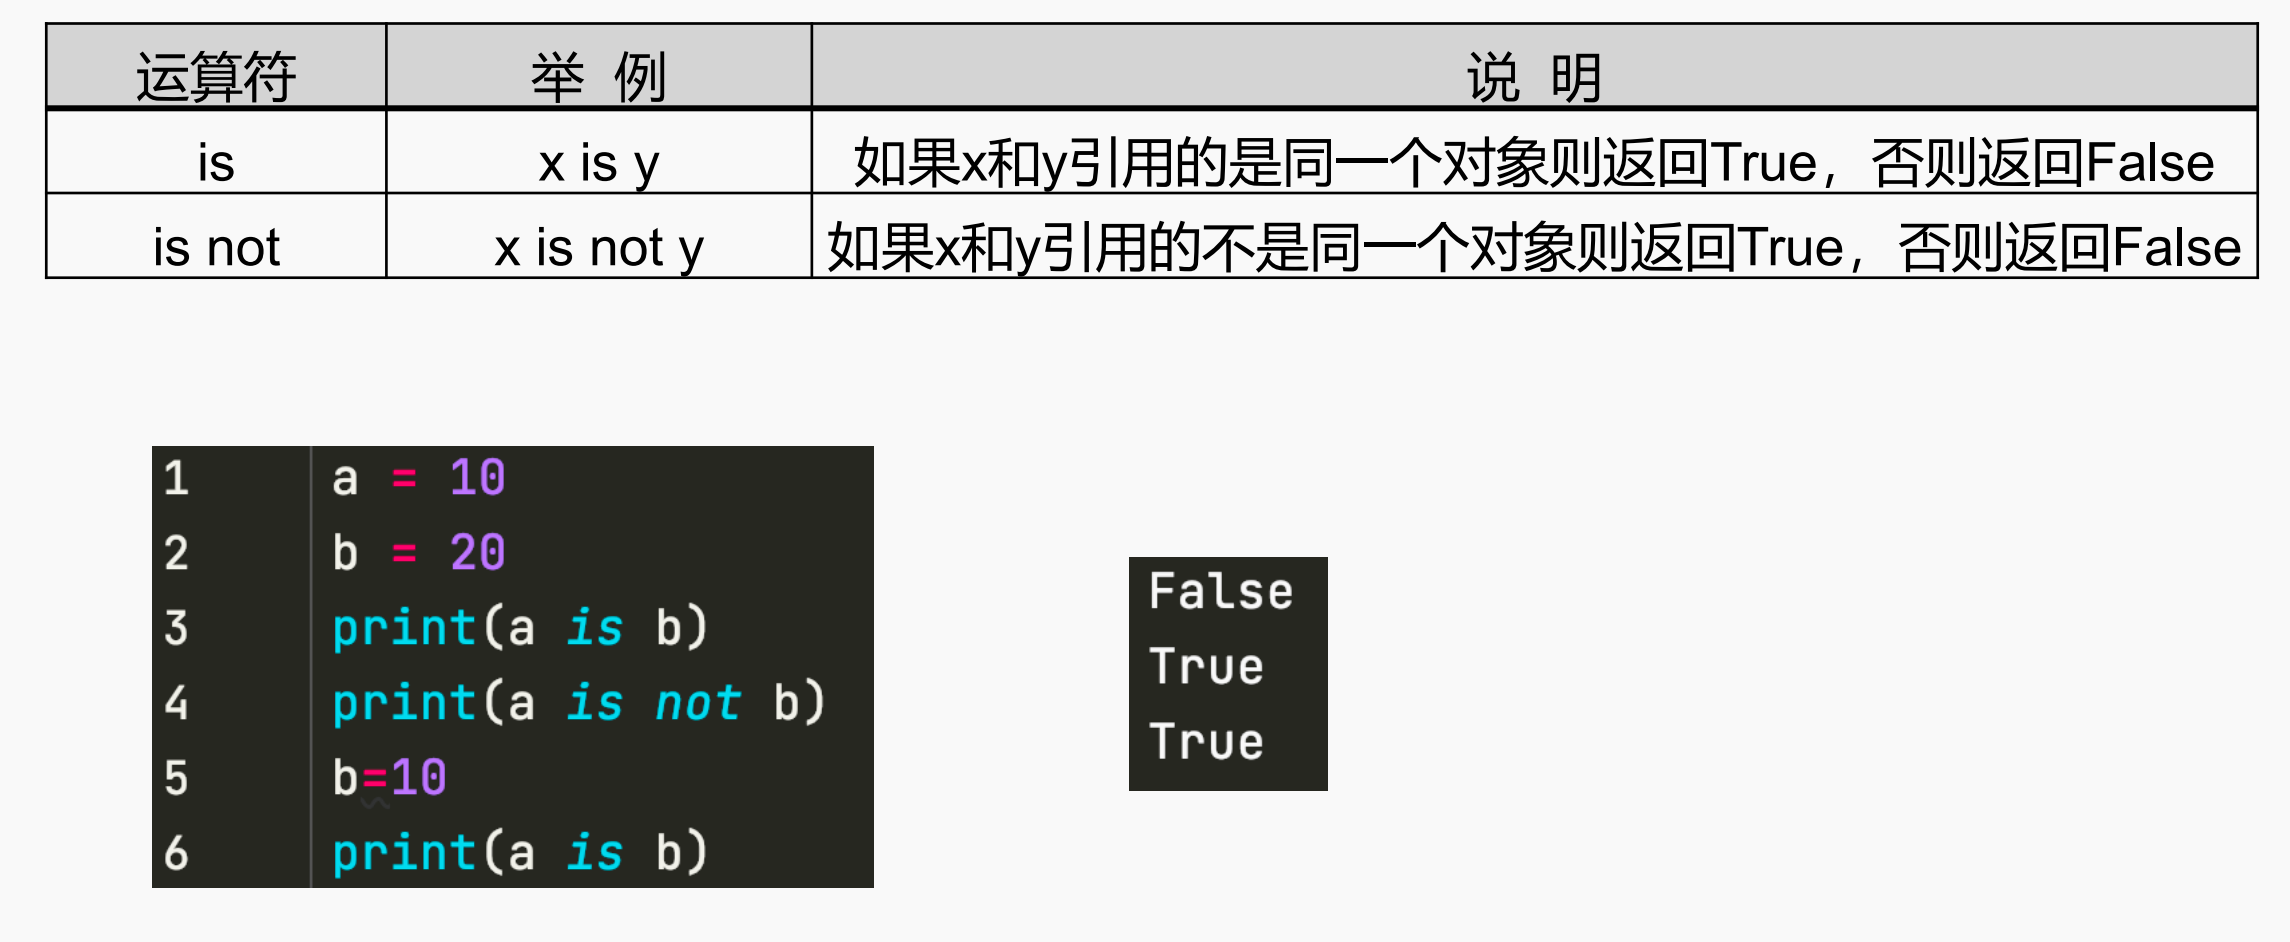 运算符 举 例 说 明
is x is y 如果x和y引用的是同一个对象则返回True，否则返回False
is not x is not y 如果x和y引用的不是同一个对象则返回True，否则返回False
1 a = 10
2 b = 20
3 print(a is b)
4 print(a is not b)
5 b=10
6 print(a is b)
False
True
True